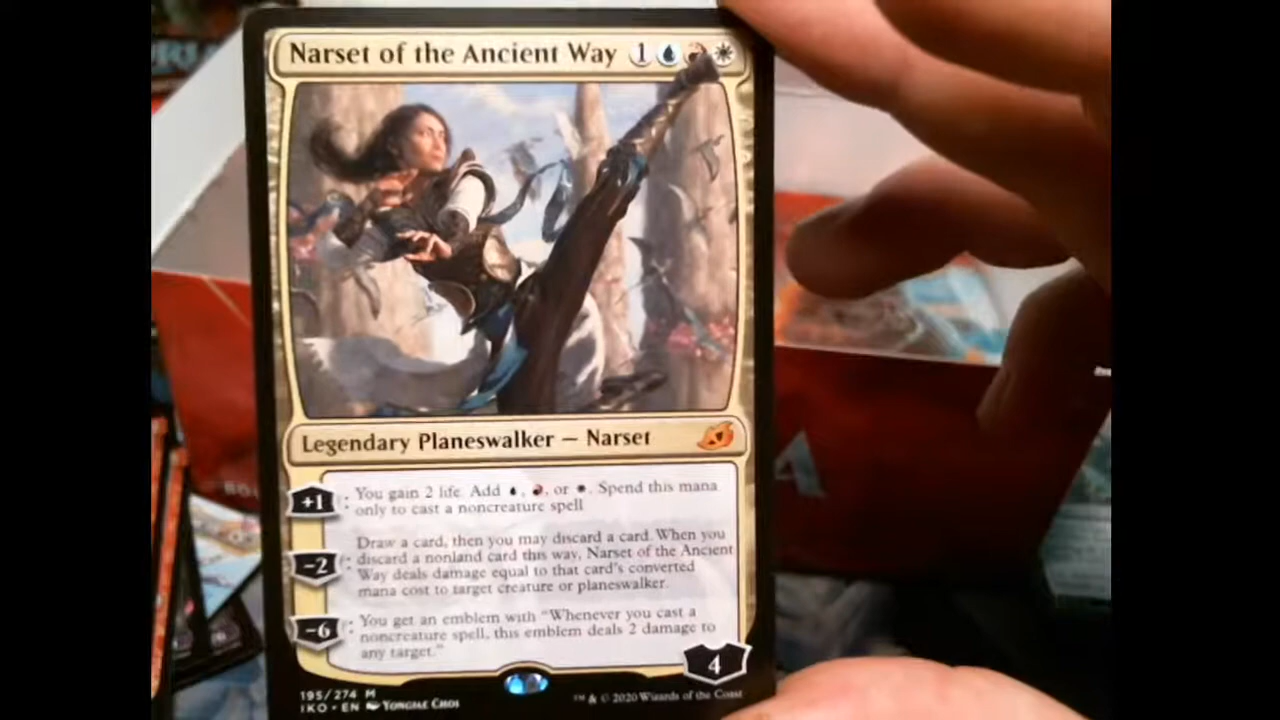 Narset of the Ancient Way 1
Legendary Planeswalker — Narset
+1 : You gain 2 life. Add , , or . Spend this mana
only to cast a noncreature spell.
Draw a card, then you may discard a card. When you
-2 : discard a nonland card this way, Narset of the Ancient
Way deals damage equal to that card's converted
mana cost to target creature or planeswalker.
-6 : You get an emblem with "Whenever you cast a
noncreature spell, this emblem deals 2 damage to
any target."
4
195/274 M
IKO • EN Yongjae Choi
™ & © 2020 Wizards of the Coast
A